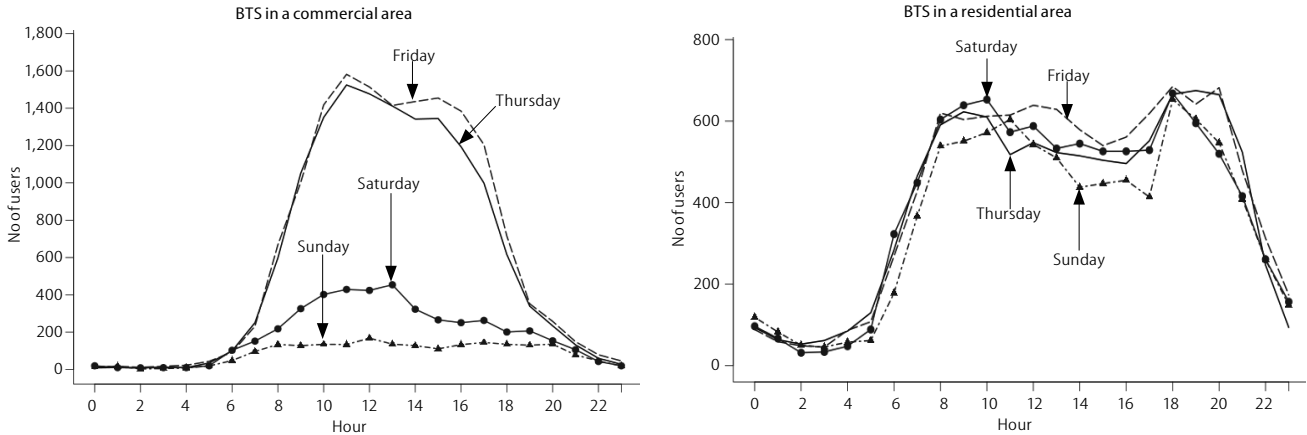 BTS in a commercial area
No of users
1,800
1,600
1,400
1,200
1,000
800
600
400
200
0
Friday
Thursday
Saturday
Sunday
0 2 4 6 8 10 12 14 16 18 20 22
Hour
BTS in a residential area
No of users
800
600
400
200
0
Saturday
Friday
Thursday
Sunday
0 2 4 6 8 10 12 14 16 18 20 22
Hour